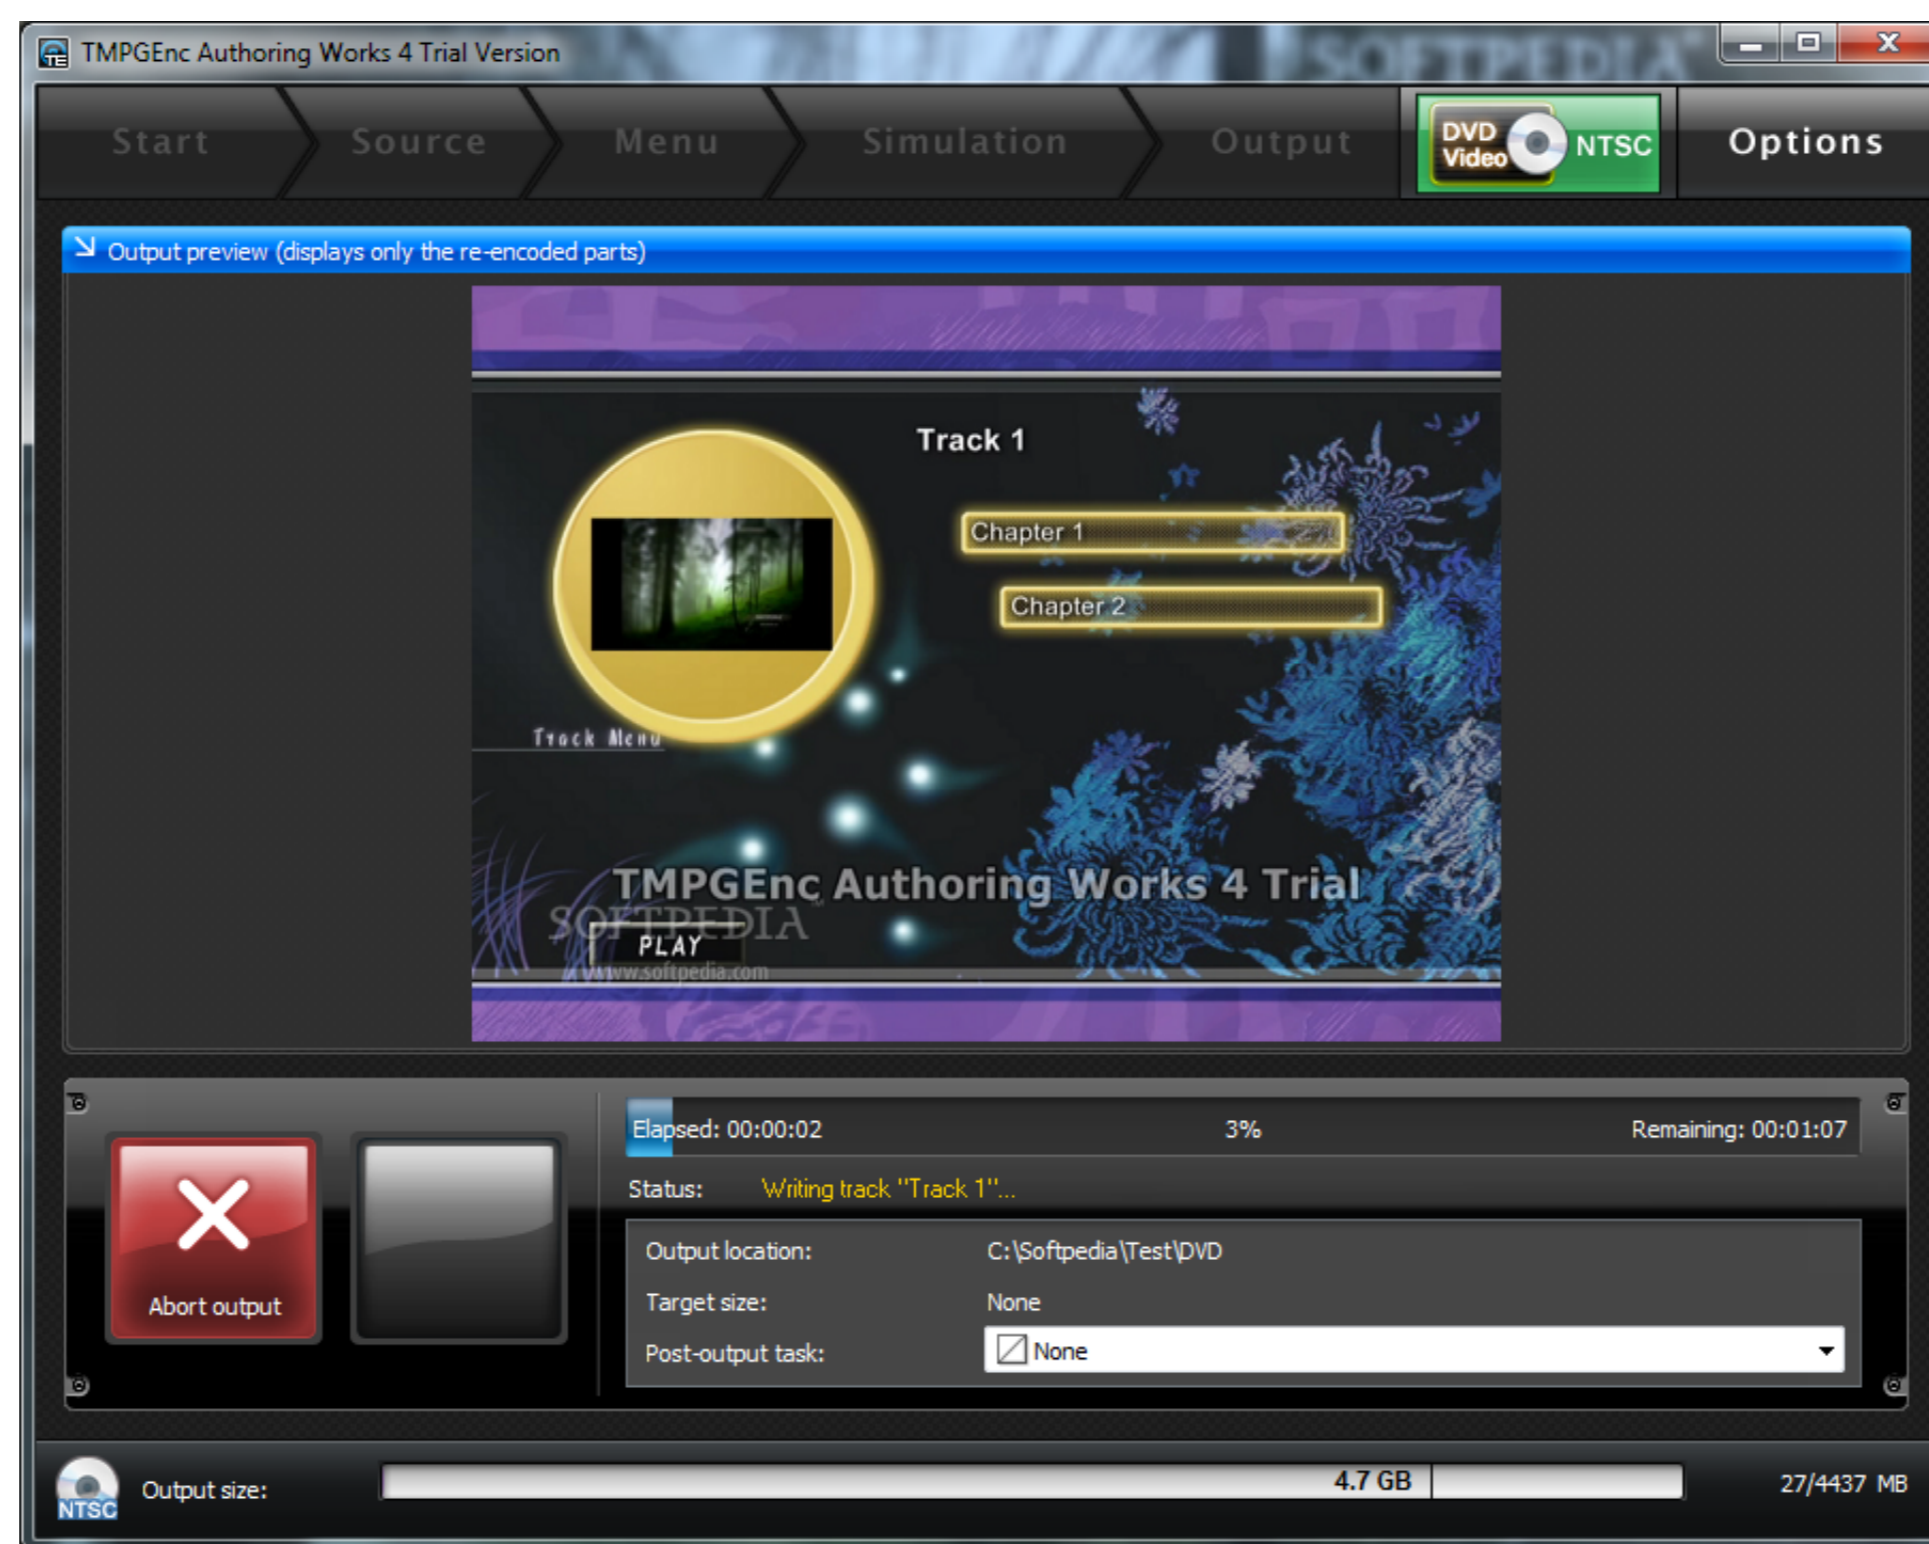 TMPGEnc Authoring Works 4 Trial Version
SOFTPEDIA
Start
Source
Menu
Simulation
Output
DVD
Video
NTSC
Options
Output preview (displays only the re-encoded parts)
Track 1
Chapter 1
Chapter 2
Track Menu
TMPGEnc Authoring Works 4 Trial
SOFTPEDIA
PLAY
www.softpedia.com
Elapsed: 00:00:02
3%
Remaining: 00:01:07
Status: Writing track "Track 1"...
Output location: C:\Softpedia\Test\DVD
Target size: None
Post-output task: None
Abort output
NTSC
Output size:
4.7 GB
27/4437 MB